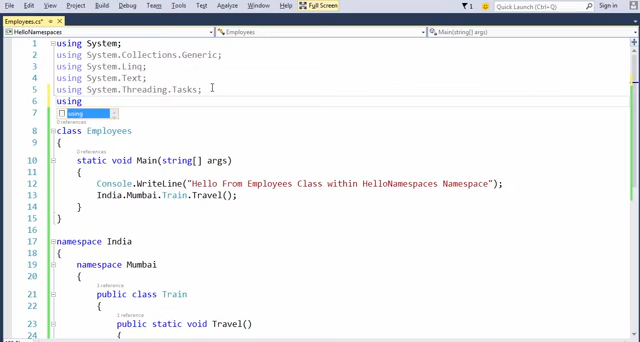 File Edit View Project Build Debug Team Tools Test Analyze Window Help Full Screen 1 Quick Launch (Ctrl+Q) Sign in
Employees.cs*
HelloNamespaces Employees Main(string[] args)
1 using System;
2 using System.Collections.Generic;
3 using System.Linq;
4 using System.Text;
5 using System.Threading.Tasks;
6 using
7 using
0 references
8 class Employees
9 {
0 references
10 static void Main(string[] args)
11 {
12 Console.WriteLine("Hello From Employees Class within HelloNamespaces Namespace");
13 India.Mumbai.Train.Travel();
14 }
15 }
16
17 namespace India
18 {
19 namespace Mumbai
20 {
1 reference
21 public class Train
22 {
1 reference
23 public static void Travel()
24 {